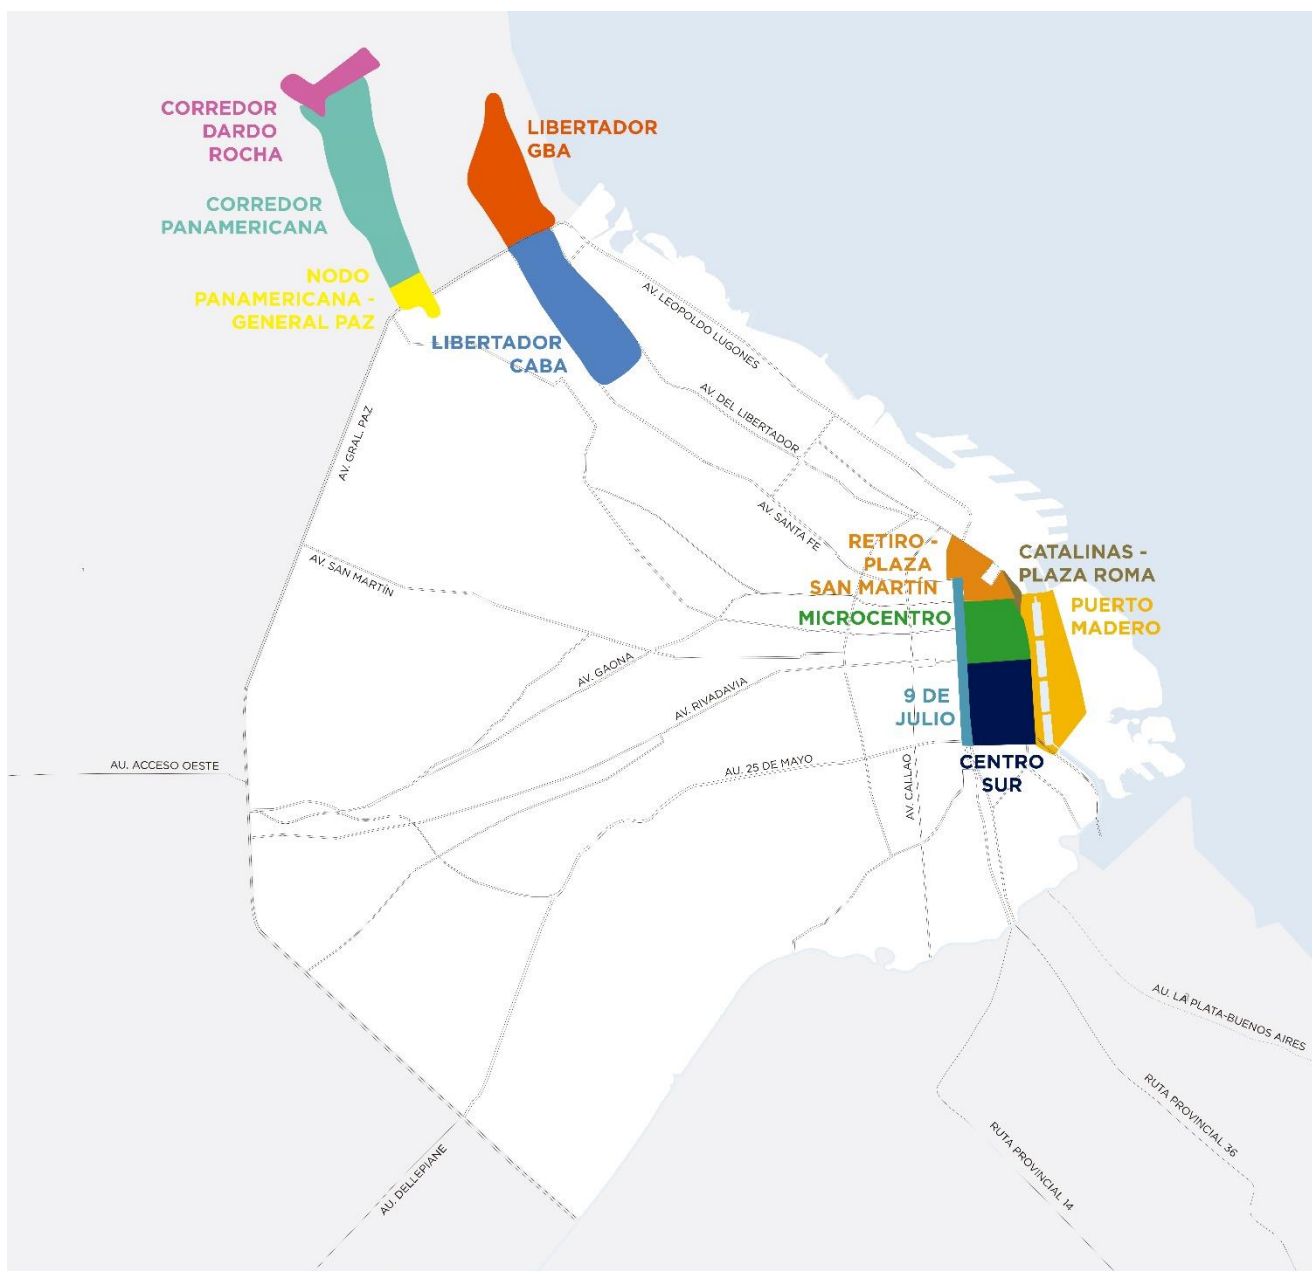 CORREDOR
DARDO
ROCHA
LIBERTADOR
GBA
CORREDOR
PANAMERICANA
NODO
PANAMERICANA -
GENERAL PAZ
LIBERTADOR
CABA
AV. LEOPOLDO LUGONES
AV. DEL LIBERTADOR
AV. GRAL. PAZ
AV. SANTA FE
RETIRO -
PLAZA
SAN MARTÍN
CATALINAS -
PLAZA ROMA
AV. SAN MARTÍN
MICROCENTRO
PUERTO
MADERO
AV. GAONA
AV. RIVADAVIA
9 DE
JULIO
AU. ACCESO OESTE
AU. 25 DE MAYO
AV. CALLAO
CENTRO
SUR
AU. LA PLATA-BUENOS AIRES
RUTA PROVINCIAL 36
RUTA PROVINCIAL 14
AU. DELLEPIANE